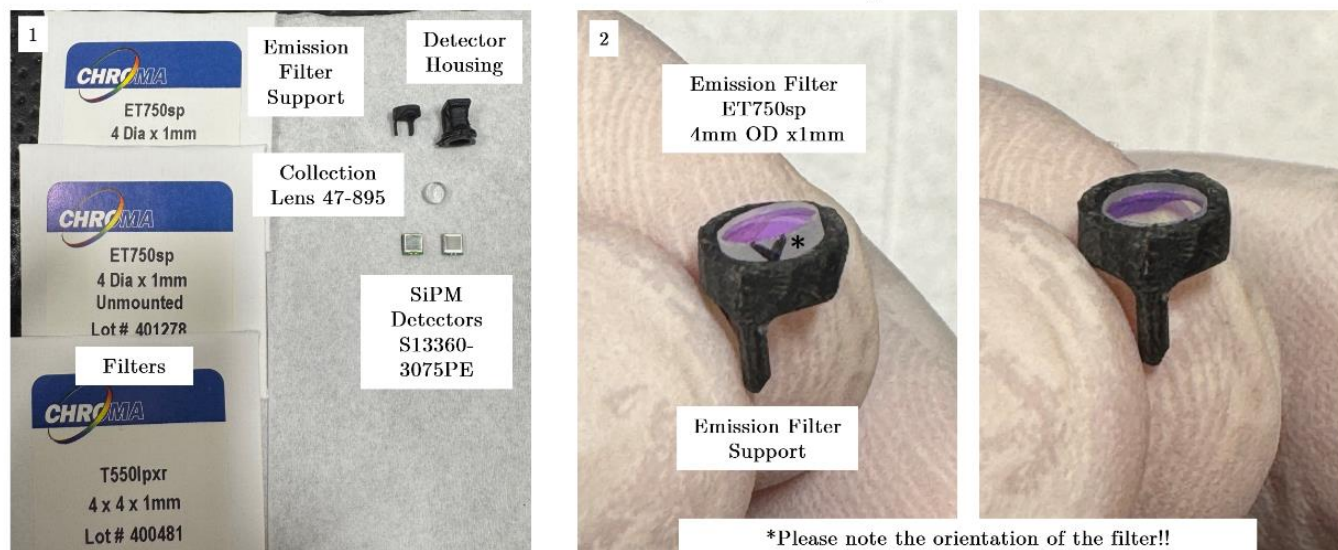 1
CHROMA
ET750sp
4 Dia x 1mm
Emission
Filter
Support
Detector
Housing
CHROMA
ET750sp
4 Dia x 1mm
Unmounted
Lot # 401278
Collection
Lens 47-895
SiPM
Detectors
S13360-
3075PE
Filters
CHROMA
T550lpxr
4 x 4 x 1mm
Lot # 400481
2
Emission Filter
ET750sp
4mm OD x1mm
*
Emission Filter
Support
*Please note the orientation of the filter!!